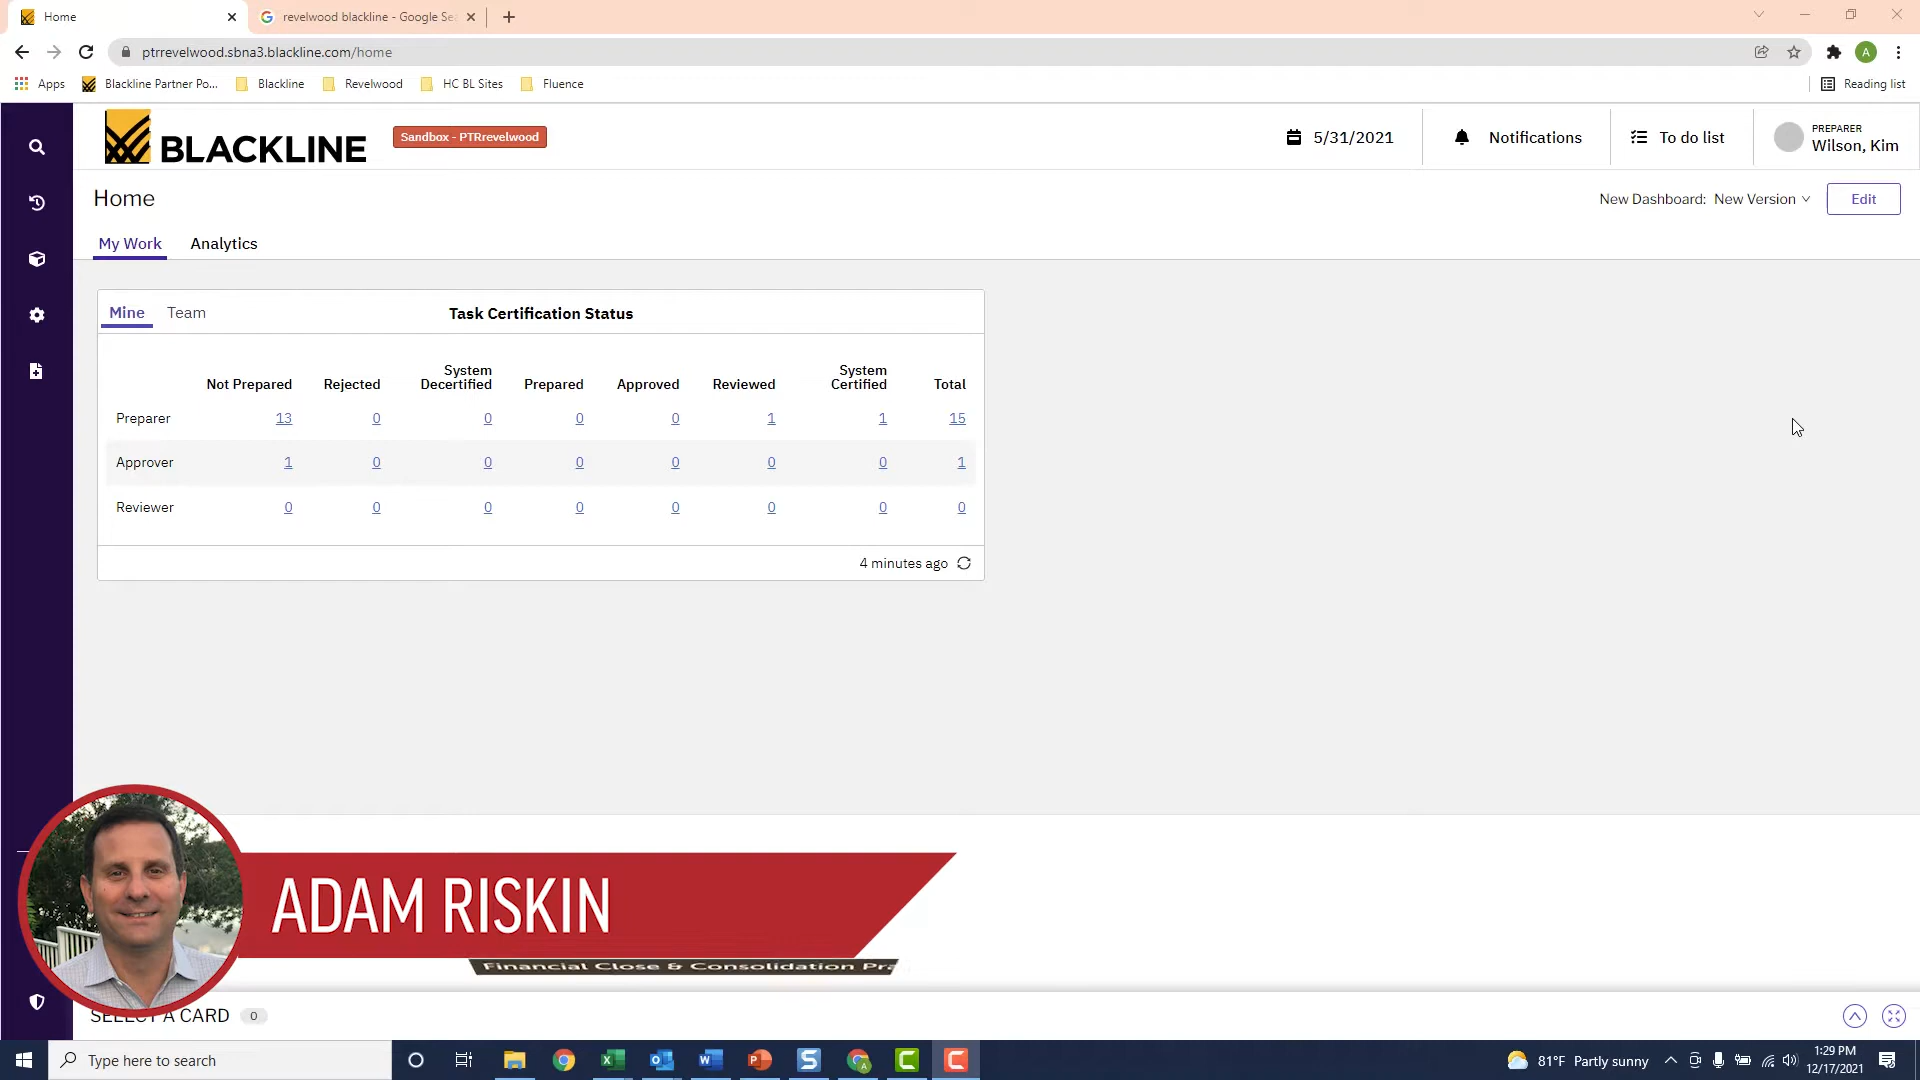 Home
revelwood blackline - Google Sea
ptrrevelwood.sbna3.blackline.com/home
Apps
Blackline Partner Po...
Blackline
Revelwood
HC BL Sites
Fluence
Reading list
BLACKLINE
Sandbox - PTRrevelwood
5/31/2021
Notifications
To do list
PREPARER
Wilson, Kim
Home
New Dashboard: New Version
Edit
My Work
Analytics
Mine
Team
Task Certification Status
Not Prepared
Rejected
System
Decertified
Prepared
Approved
Reviewed
System
Certified
Total
Preparer 13 0 0 0 0 1 1 15
Approver 1 0 0 0 0 0 0 1
Reviewer 0 0 0 0 0 0 0 0
4 minutes ago
ADAM RISKIN
Financial Close & Consolidation
SELECT A CARD 0
Type here to search
81°F Partly sunny
1:29 PM
12/17/2021